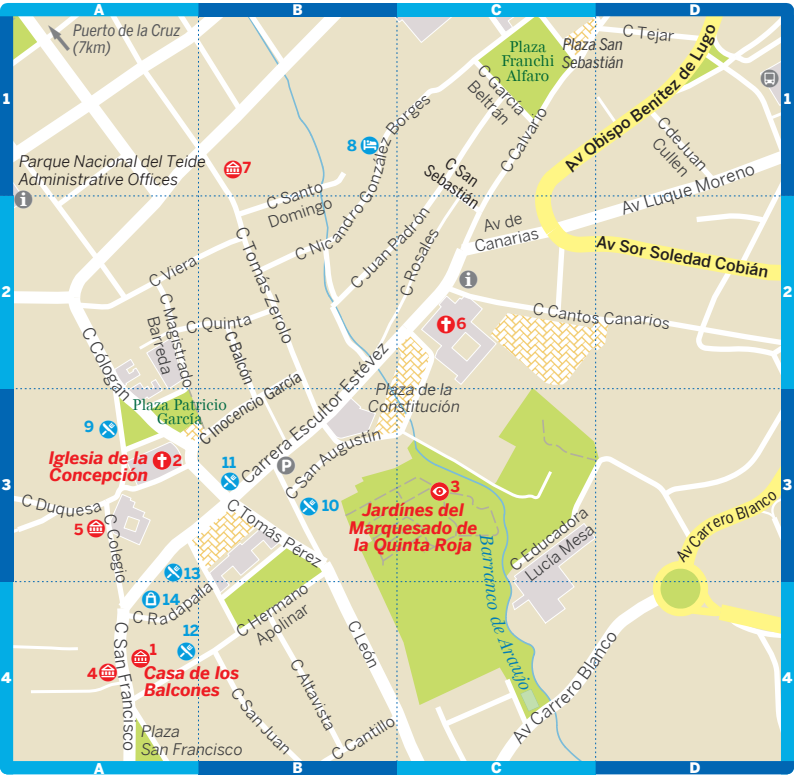 A
B
C
D
Puerto de la Cruz
(7km)
Plaza
Franchi
Alfaro
Plaza San
Sebastián
C Tejar
1
1
C García
Beltrán
C Calvario
Av Obispo Benítez de Lugo
C de Juan
Cullen
8
C Nicandro González Borges
C San
Sebastián
Parque Nacional del Teide
Administrative Offices
7
C Santo
Domingo
Av Luque Moreno
Av de
Canarias
Av Sor Soledad Cobián
C Juan Padrón
C Rosales
C Tomás Zerolo
C Viera
2
2
C Magistrado
Barreda
C Quinta
C Balcón
C Cantos Canarios
6
C Cólogan
C Inocencio García
Carrera Escultor Estévez
Plaza de la
Constitución
Plaza Patricio
García
9
Iglesia de la
Concepción
2
11
P
C San Agustín
3
3
3
Jardínes del
Marquesado de
la Quinta Roja
10
C Duquesa
5
C Colegio
C Tomás Pérez
C Educadora
Lucía Mesa
Barranco de Araujo
Av Carrero Blanco
13
14
C Radapalla
12
C Hermano
Apolinar
C León
C San Francisco
1
4
Casa de los
Balcones
C Altavista
C San Juan
C Cantillo
Av Carrero Blanco
4
4
Plaza
San Francisco
A
B
C
D